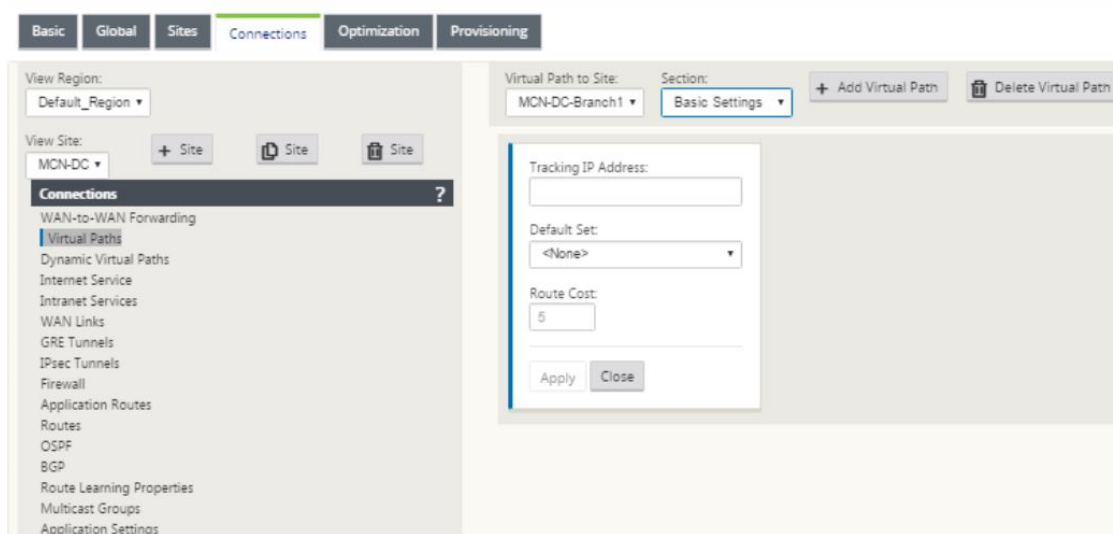 Basic Global Sites Connections Optimization Provisioning
View Region:
Default_Region
View Site:
MCN-DC
+ Site
Site
Site
Connections ?
WAN-to-WAN Forwarding
Virtual Paths
Dynamic Virtual Paths
Internet Service
Intranet Services
WAN Links
GRE Tunnels
IPsec Tunnels
Firewall
Application Routes
Routes
OSPF
BGP
Route Learning Properties
Multicast Groups
Application Settings
Virtual Path to Site:
MCN-DC-Branch1
Section:
Basic Settings
+ Add Virtual Path
Delete Virtual Path
Tracking IP Address:
Default Set:
<None>
Route Cost:
5
Apply Close